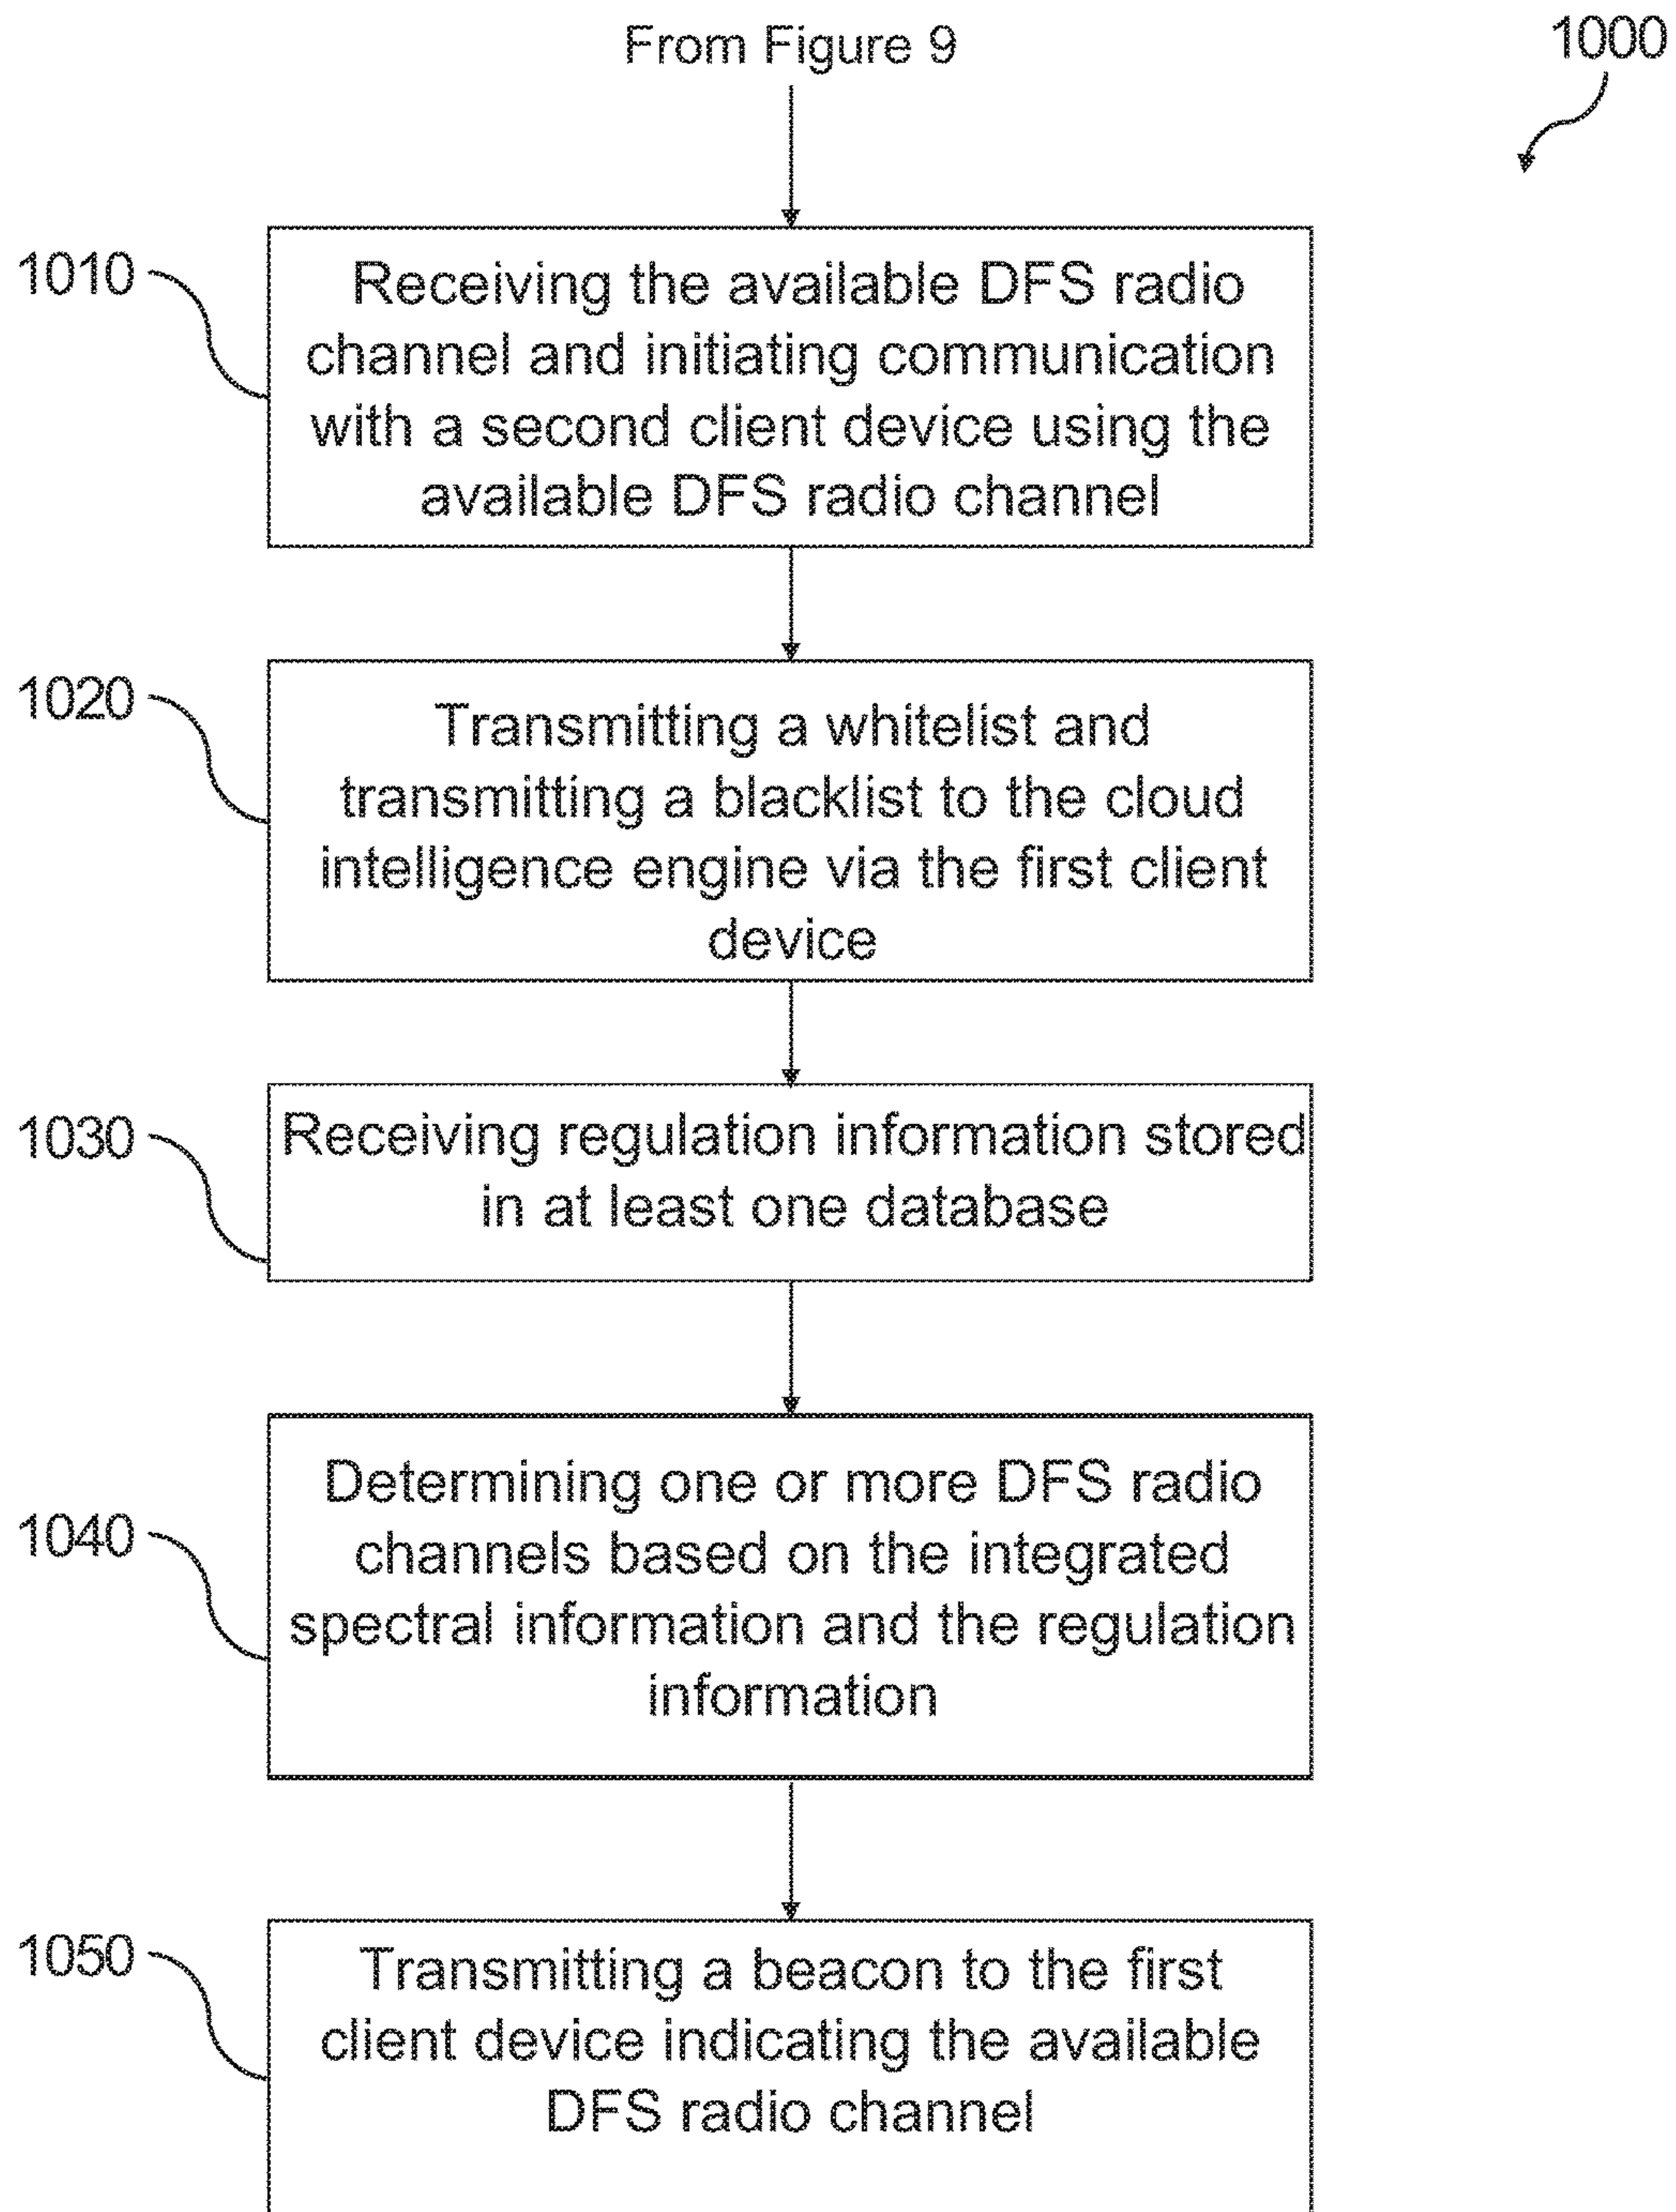 From Figure 9
1000
1010
Receiving the available DFS radio
channel and initiating communication
with a second client device using the
available DFS radio channel
1020
Transmitting a whitelist and
transmitting a blacklist to the cloud
intelligence engine via the first client
device
1030
Receiving regulation information stored
in at least one database
1040
Determining one or more DFS radio
channels based on the integrated
spectral information and the regulation
information
1050
Transmitting a beacon to the first
client device indicating the available
DFS radio channel